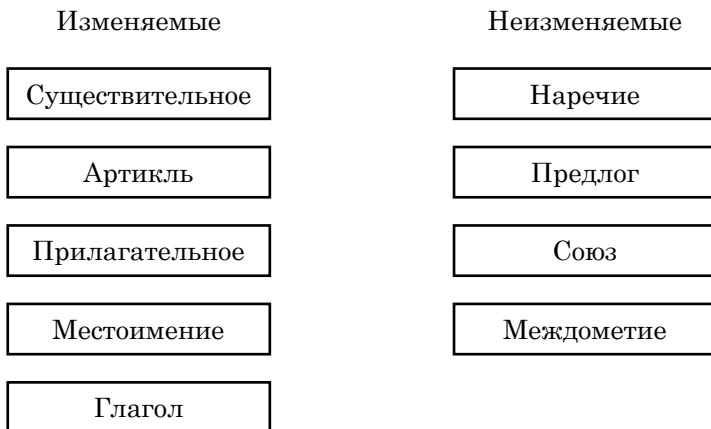 Изменяемые
Неизменяемые
Существительное
Наречие
Артикль
Предлог
Прилагательное
Союз
Местоимение
Междометие
Глагол